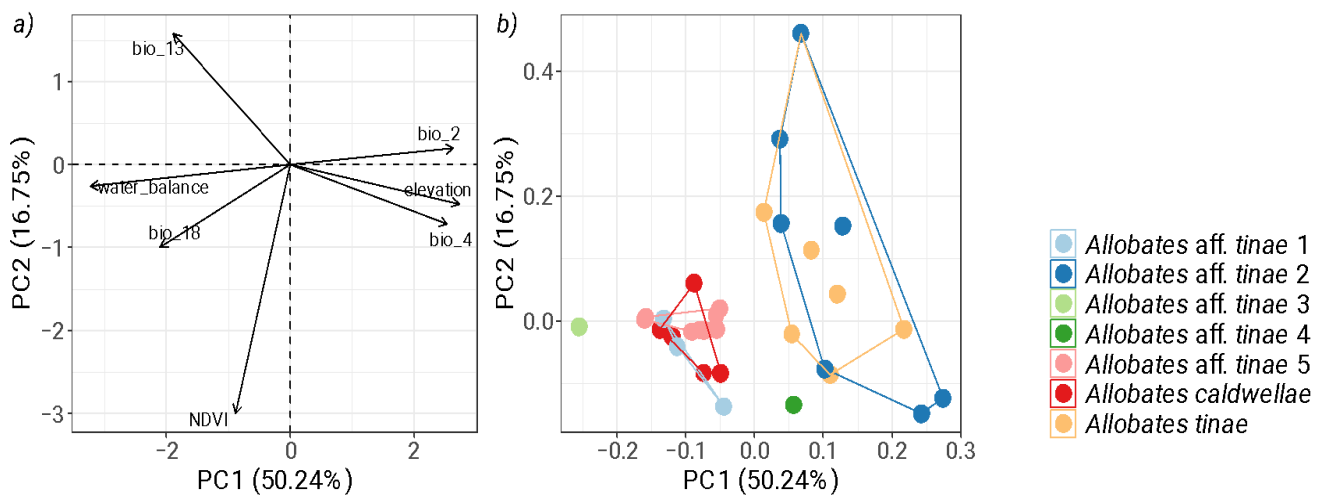 a)
PC2 (16.75%)
1
0
−1
−2
−3
bio_13
bio_2
water_balance
elevation
bio_18
bio_4
NDVI
−2
0
2
PC1 (50.24%)
b)
PC2 (16.75%)
0.4
0.2
0.0
−0.2
−0.1
0.0
0.1
0.2
0.3
PC1 (50.24%)
Allobates aff. tinae 1
Allobates aff. tinae 2
Allobates aff. tinae 3
Allobates aff. tinae 4
Allobates aff. tinae 5
Allobates caldwellae
Allobates tinae